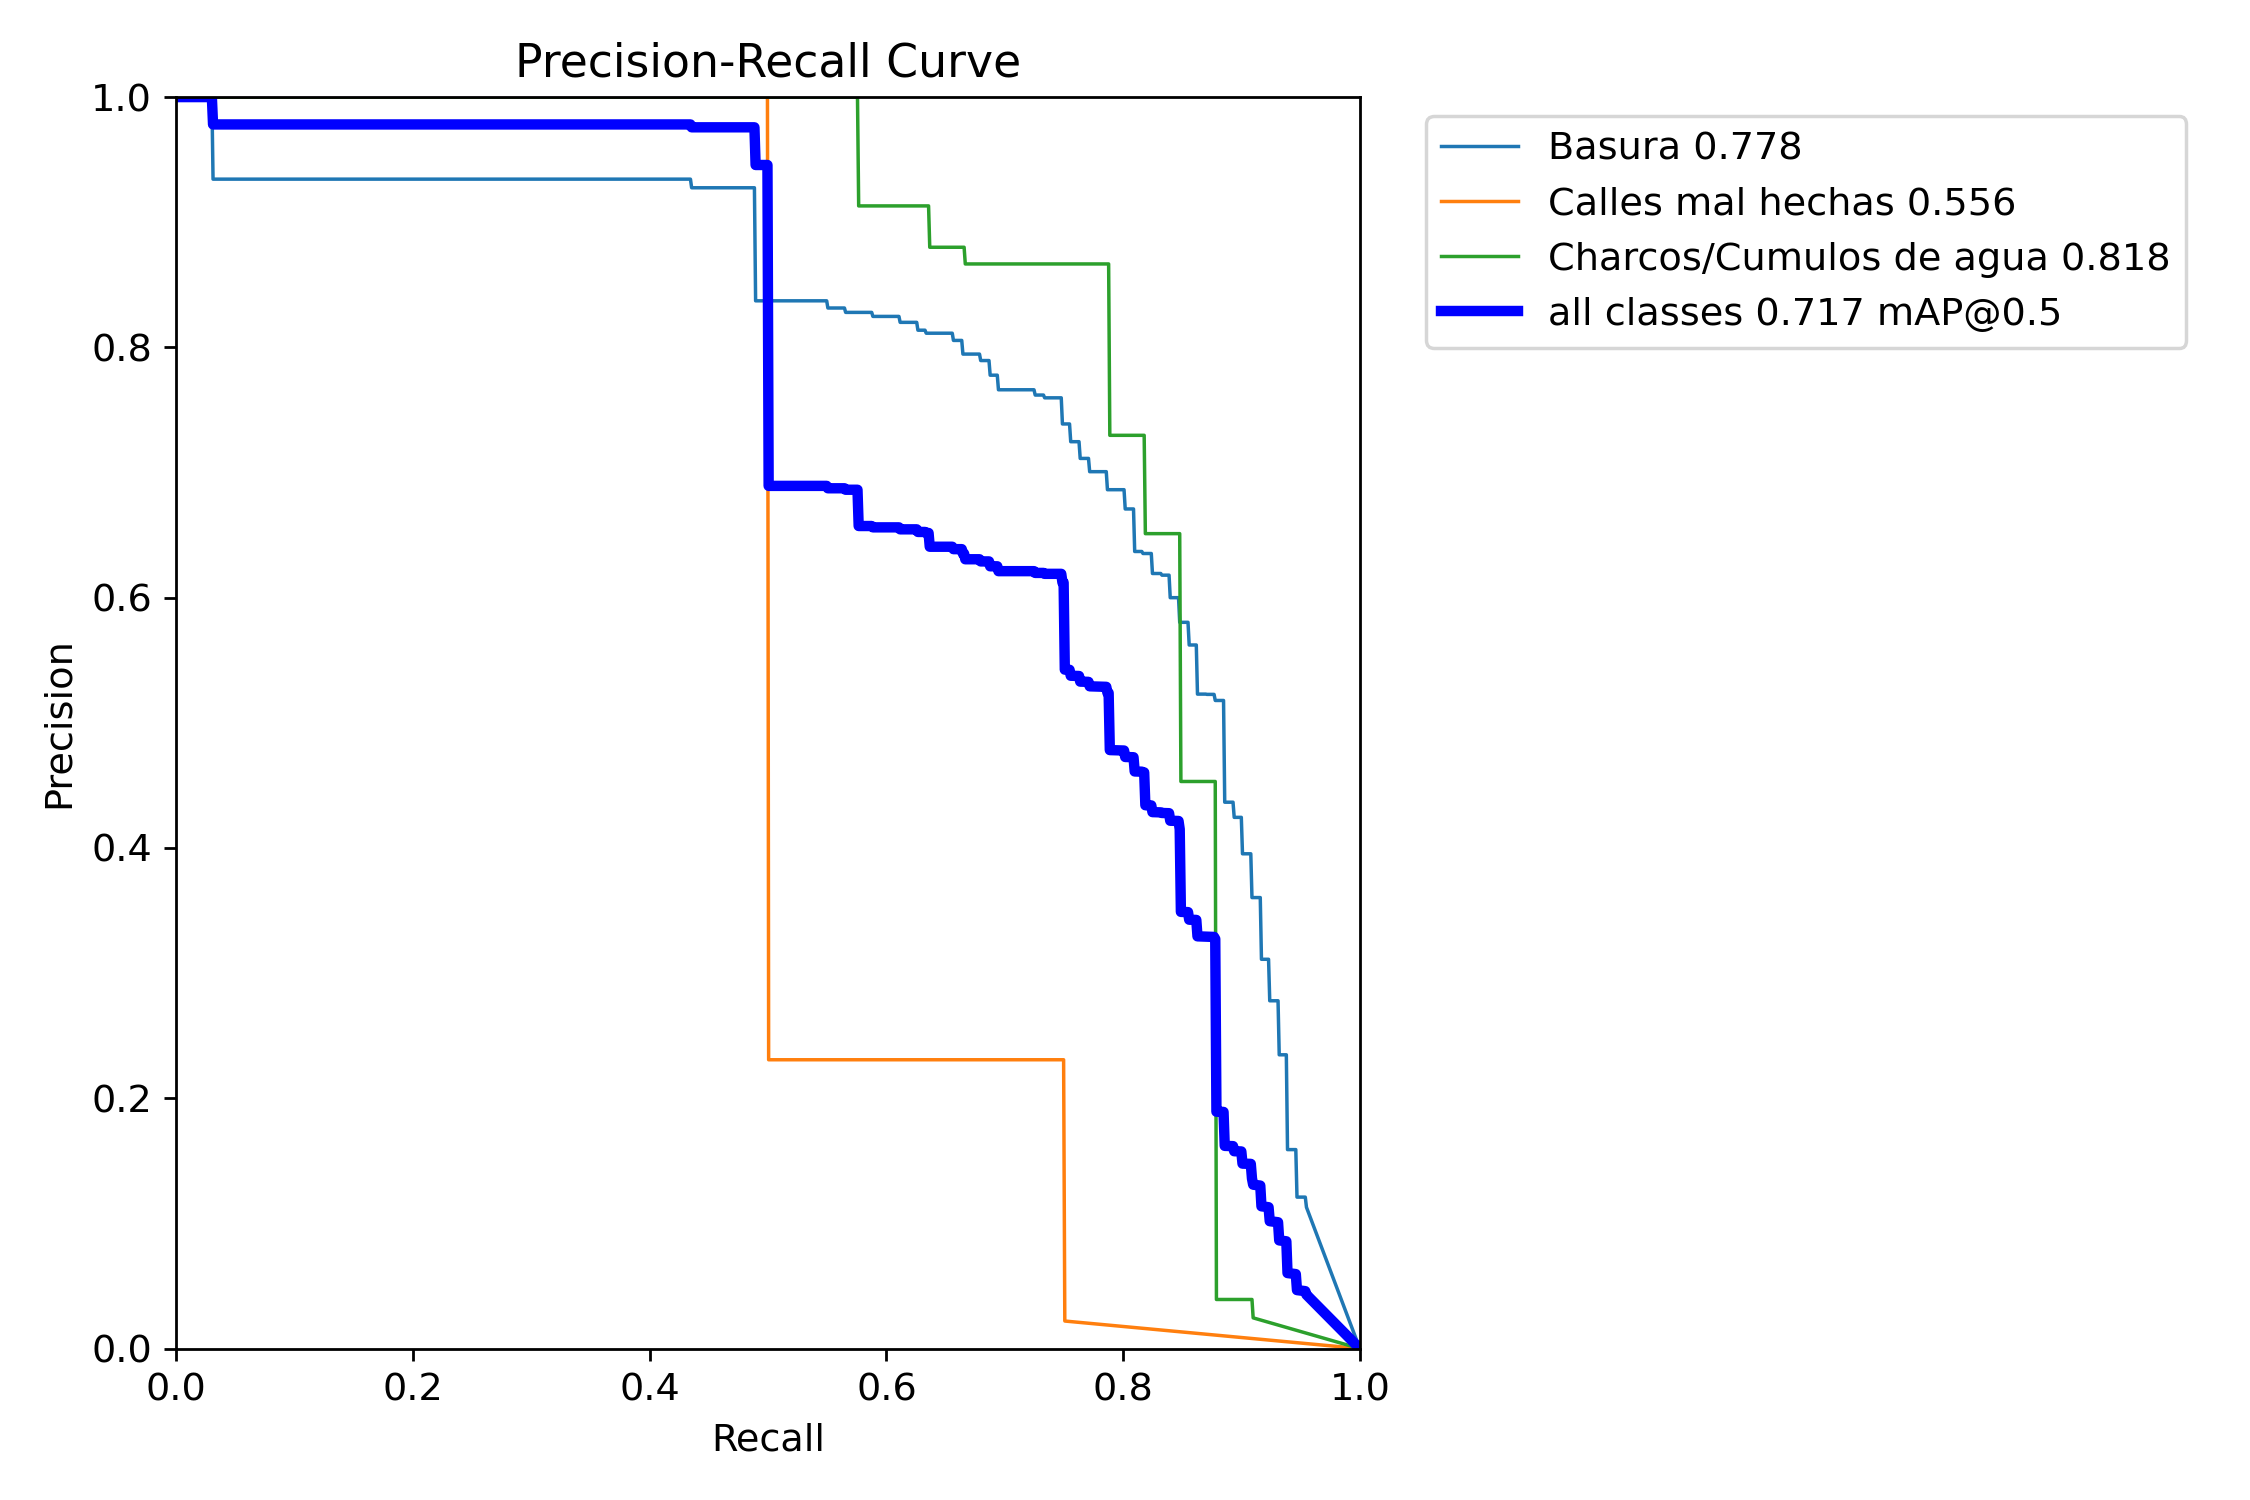 Precision-Recall Curve
1.0
0.8
0.6
0.4
0.2
0.0
Precision
0.0 0.2 0.4 0.6 0.8 1.0
Recall
Basura 0.778
Calles mal hechas 0.556
Charcos/Cumulos de agua 0.818
all classes 0.717 mAP@0.5